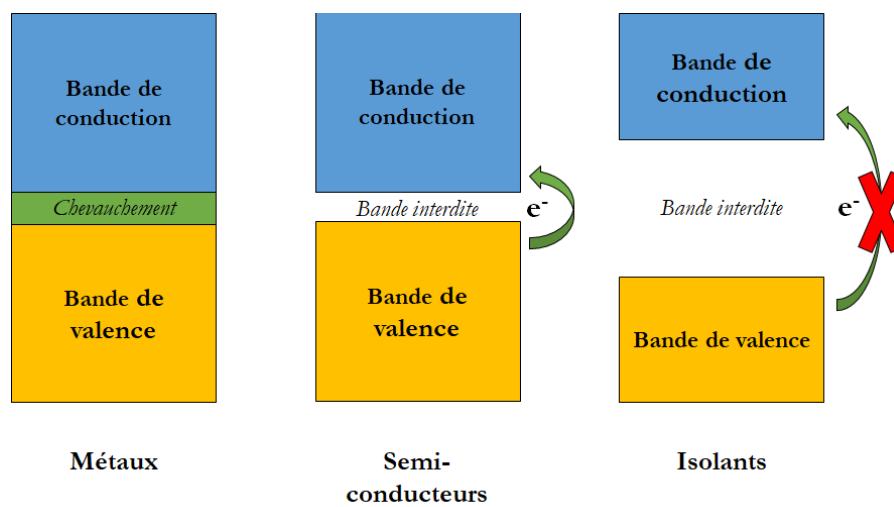 Bande de
conduction
Chevauchement
Bande de
valence
Métaux
Bande de
conduction
Bande interdite
e-
Bande de
valence
Semi-
conducteurs
Bande de
conduction
Bande interdite
e-
Bande de valence
Isolants